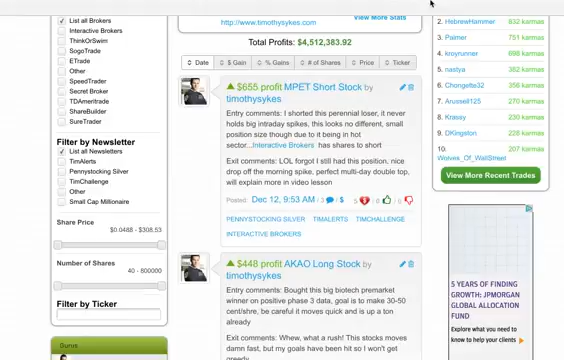 List all Brokers
Interactive Brokers
ThinkOrSwim
SogoTrade
ETrade
Other
SpeedTrader
Secret Broker
TDAmeritrade
ShareBuilder
SureTrader
Filter by Newsletter
List all Newsletters
TimAlerts
Pennystocking Silver
TimChallenge
Other
Small Cap Millionaire
Share Price
$0.0468 - $308.53
Number of Shares
40 - 800000
Filter by Ticker
Gurus
http://www.timothysykes.com
View More Stats
Total Profits: $4,512,383.92
Date
$ Gain
% Gains
# of Shares
Price
Ticker
$655 profit MPET Short Stock by
timothysykes
Entry comments: I shorted this perennial loser, it never
holds big intraday spikes, this looks no different, small
position size though due to it being in hot
sector...Interactive Brokers has shares to short
Exit comments: LOL forgot I still had this position, nice
drop off the morning spike, perfect multi-day double top,
will explain more in video lesson
Posted: Dec 12, 9:53 AM / 3 / $
PENNYSTOCKING SILVER TIMALERTS TIMCHALLENGE
INTERACTIVE BROKERS
$448 profit AKAO Long Stock by
timothysykes
Entry comments: Bought this big biotech premarket
winner on positive phase 3 data, goal is to make 30-50
cent/shre, be careful it moves quick and is up a ton
already
Exit comments: Whew, what a rush! This stocks moves
damn fast, but my goals have been hit so I won't get
greedy
2. HebrewHammer 832 karmas
3. Palmer 751 karmas
4. kroyrunner 698 karmas
5. nastya 382 karmas
6. Chongette32 356 karmas
7. Arussell125 270 karmas
8. Krassy 230 karmas
9. DKingston 226 karmas
10. 207 karmas
Wolves_Of_WallStreet
View More Recent Trades
5 YEARS OF FINDING
GROWTH: JPMORGAN
GLOBAL ALLOCATION
FUND
Explore what you need to
know to help your clients